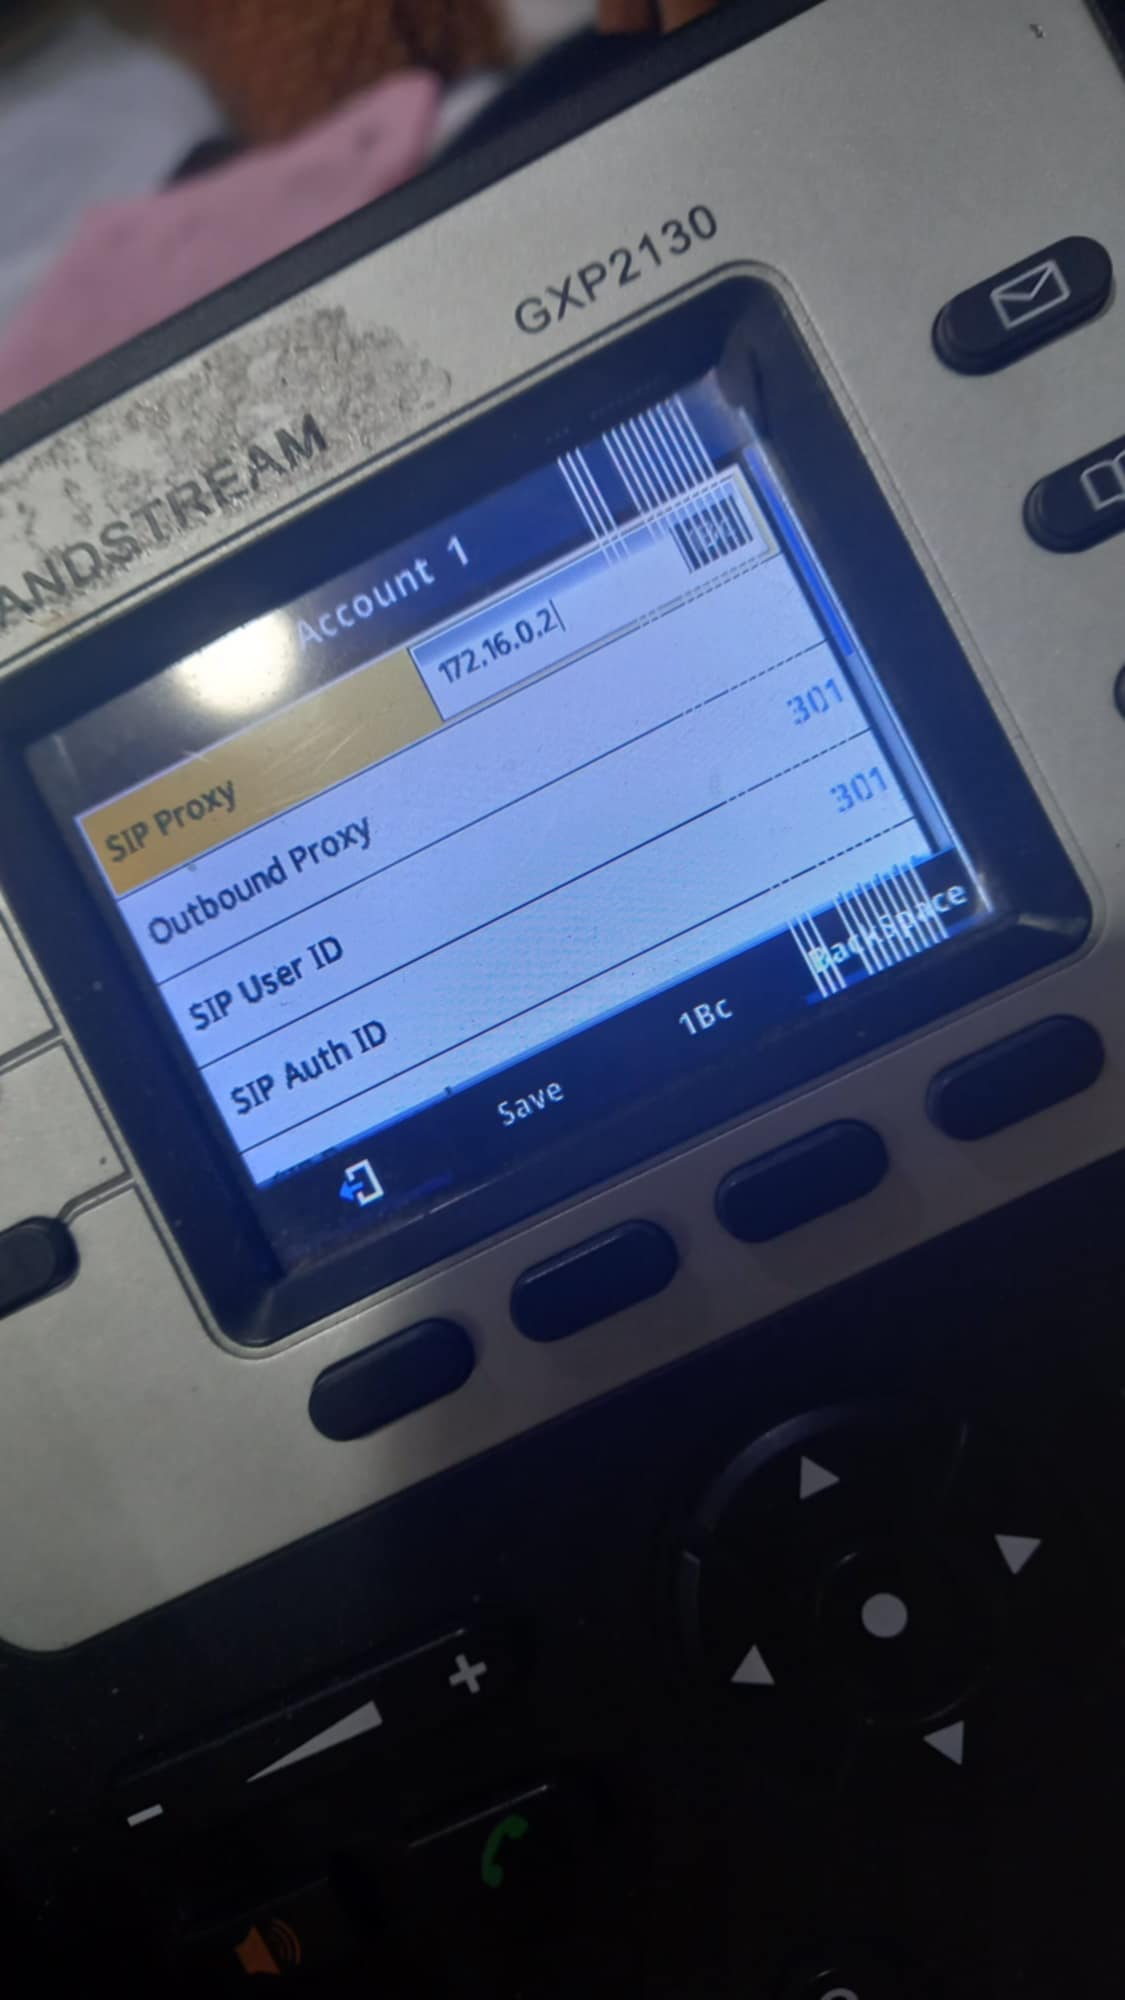 GXP2130
ANDSTREAM
Account 1
SIP Proxy 172.16.0.2
Outbound Proxy
SIP User ID 301
SIP Auth ID 301
Save 1Bc Backspace